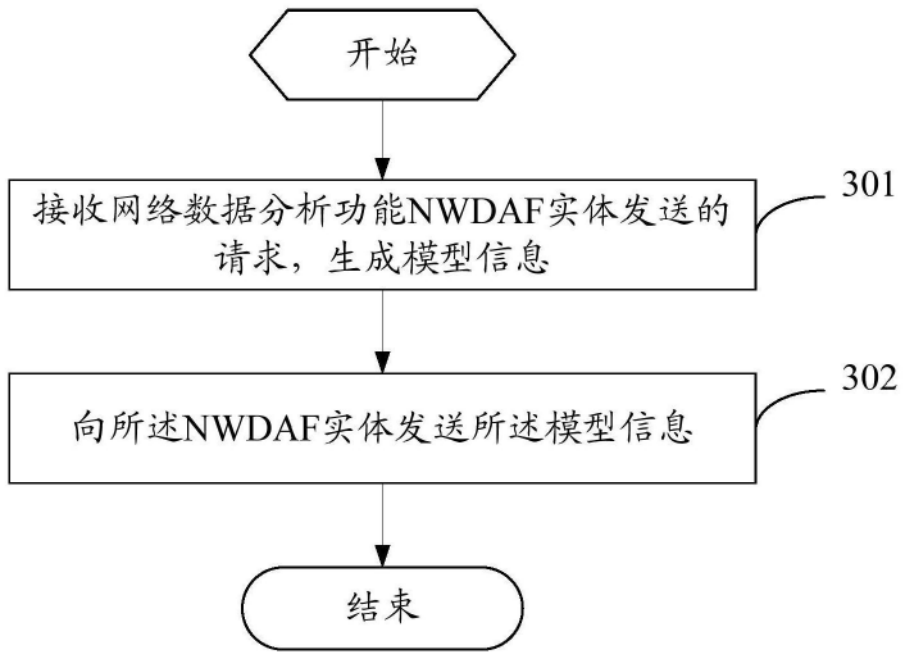 开始
接收网络数据分析功能NWDAF实体发送的
请求，生成模型信息
301
向所述NWDAF实体发送所述模型信息
302
结束